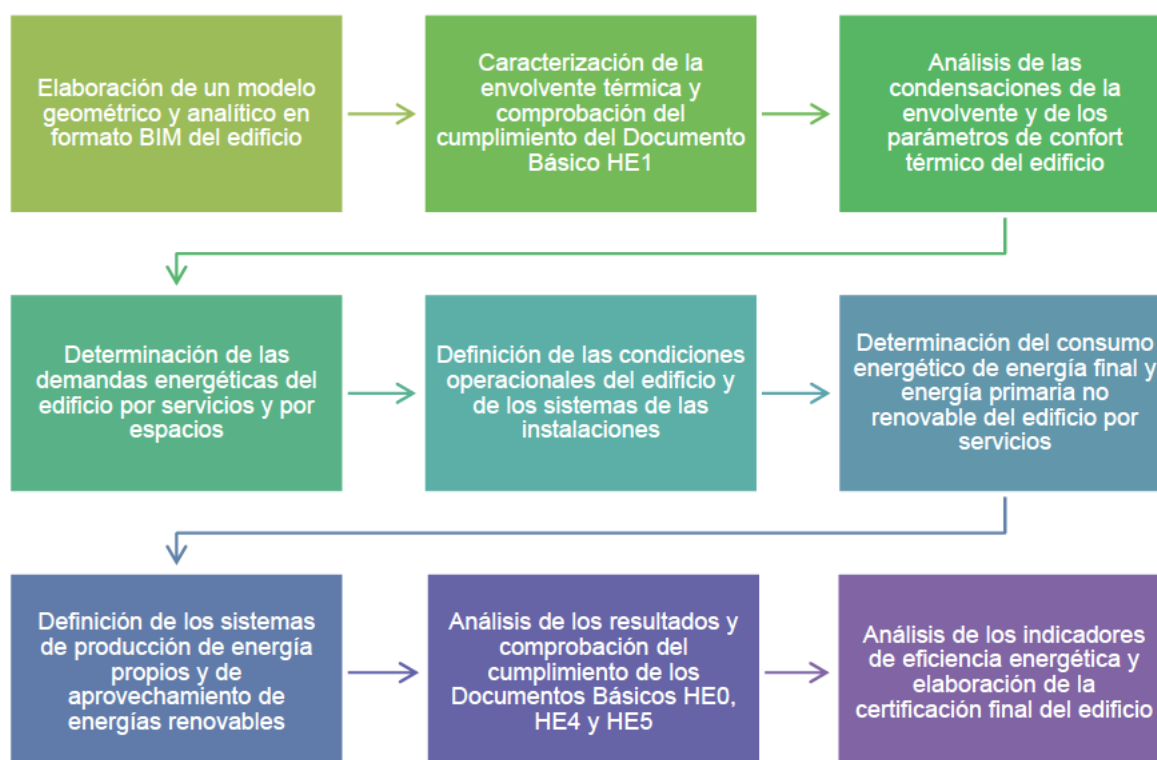 Elaboración de un modelo
geométrico y analítico en
formato BIM del edificio
Caracterización de la
envolvente térmica y
comprobación del
cumplimiento del Documento
Básico HE1
Análisis de las
condensaciones de la
envolvente y de los
parámetros de confort
térmico del edificio
Determinación de las
demandas energéticas del
edificio por servicios y por
espacios
Definición de las condiciones
operacionales del edificio y
de los sistemas de las
instalaciones
Determinación del consumo
energético de energía final y
energía primaria no
renovable del edificio por
servicios
Definición de los sistemas
de producción de energía
propios y de
aprovechamiento de
energías renovables
Análisis de los resultados y
comprobación del
cumplimiento de los
Documentos Básicos HE0,
HE4 y HE5
Análisis de los indicadores
de eficiencia energética y
elaboración de la
certificación final del edificio